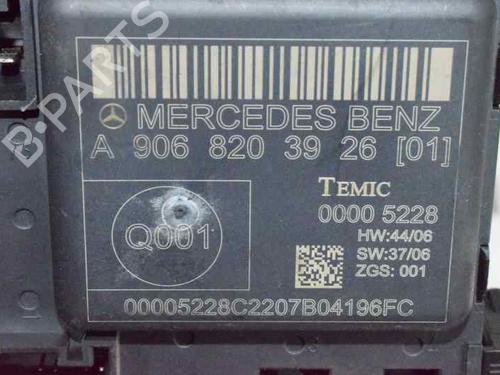 MERCEDES BENZ
A 906 820 39 26 [01]
TEMIC
0000 5228
Q001
HW:44/06
SW:37/06
ZGS: 001
00005228C2207B04196FC
B-PARTS